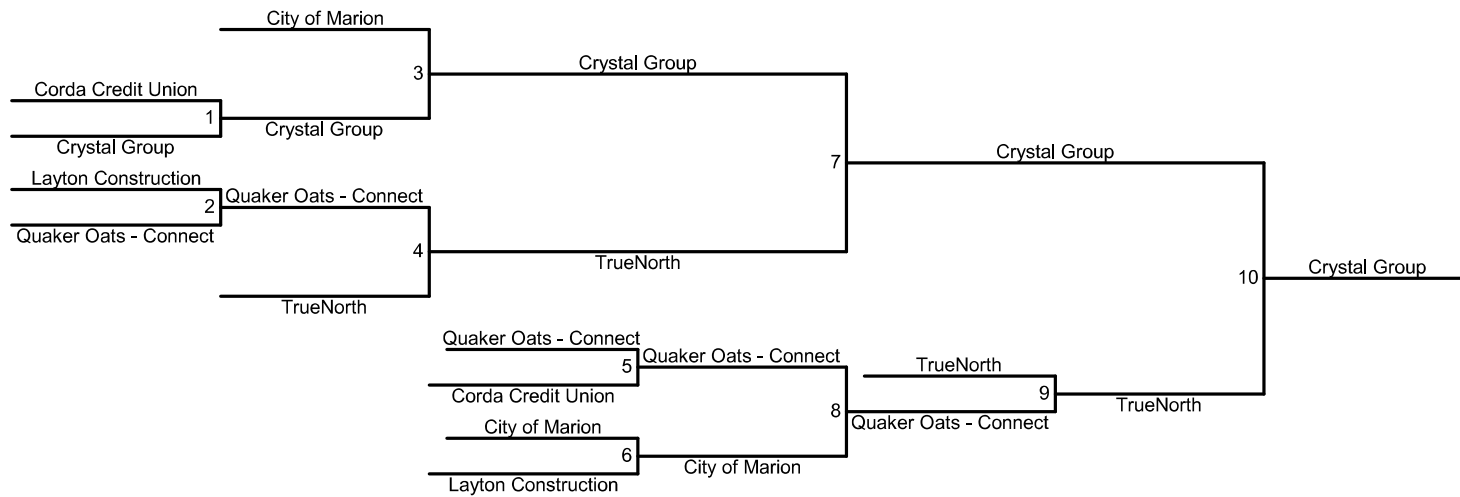 City of Marion
3
Crystal Group
Corda Credit Union
1
Crystal Group
Crystal Group
7
Crystal Group
Layton Construction
2
Quaker Oats - Connect
Quaker Oats - Connect
4
TrueNorth
TrueNorth
10
Crystal Group
Quaker Oats - Connect
5
Quaker Oats - Connect
Corda Credit Union
TrueNorth
9
TrueNorth
8
Quaker Oats - Connect
City of Marion
6
City of Marion
Layton Construction